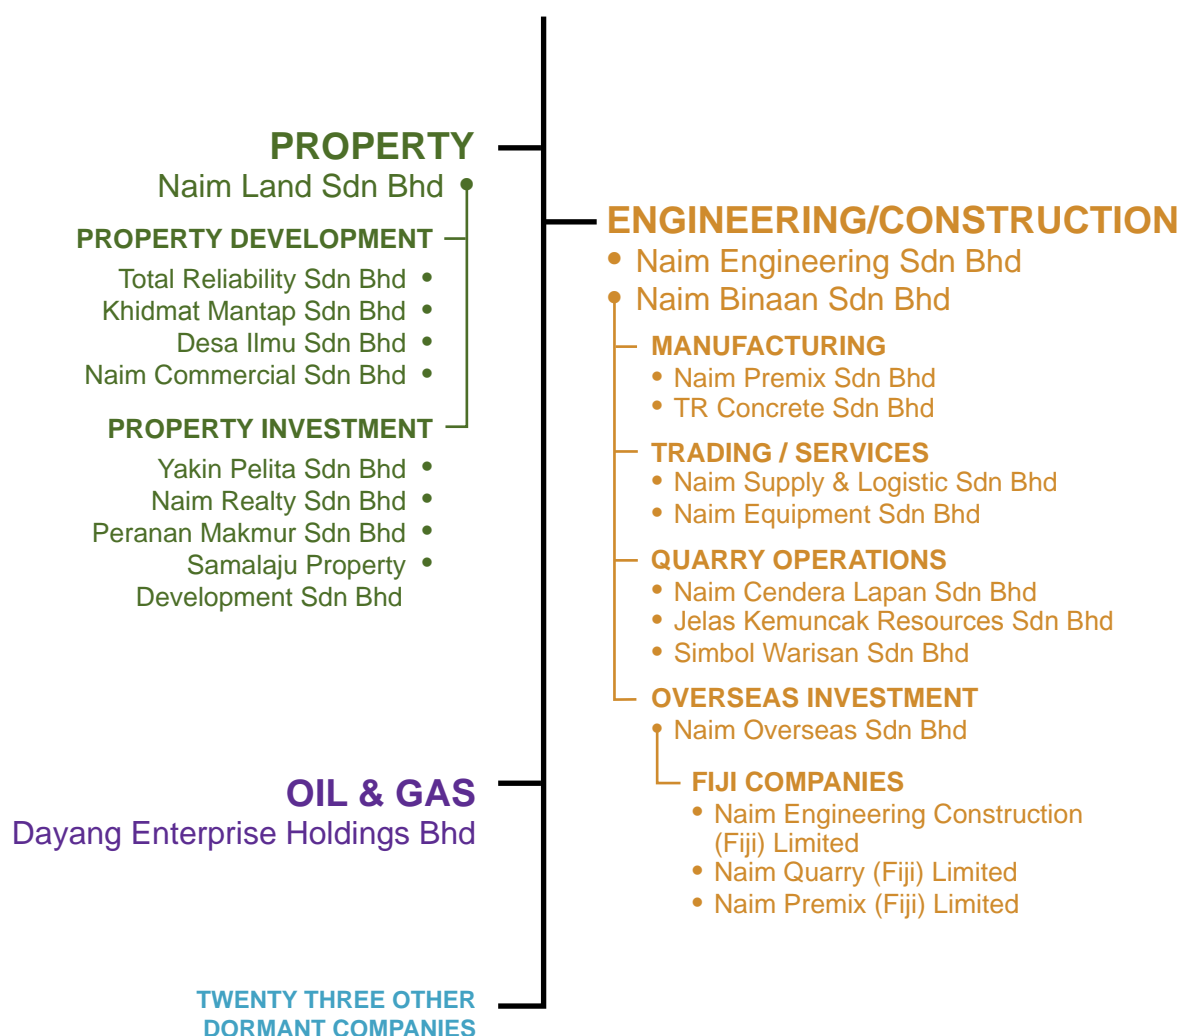 PROPERTY
Naim Land Sdn Bhd •
PROPERTY DEVELOPMENT
Total Reliability Sdn Bhd •
Khidmat Mantap Sdn Bhd •
Desa Ilmu Sdn Bhd •
Naim Commercial Sdn Bhd •
PROPERTY INVESTMENT
Yakin Pelita Sdn Bhd •
Naim Realty Sdn Bhd •
Peranan Makmur Sdn Bhd •
Samalaju Property •
Development Sdn Bhd
OIL & GAS
Dayang Enterprise Holdings Bhd
TWENTY THREE OTHER
DORMANT COMPANIES
ENGINEERING/CONSTRUCTION
• Naim Engineering Sdn Bhd
• Naim Binaan Sdn Bhd
MANUFACTURING
• Naim Premix Sdn Bhd
• TR Concrete Sdn Bhd
TRADING / SERVICES
• Naim Supply & Logistic Sdn Bhd
• Naim Equipment Sdn Bhd
QUARRY OPERATIONS
• Naim Cendera Lapan Sdn Bhd
• Jelas Kemuncak Resources Sdn Bhd
• Simbol Warisan Sdn Bhd
OVERSEAS INVESTMENT
• Naim Overseas Sdn Bhd
FIJI COMPANIES
• Naim Engineering Construction
(Fiji) Limited
• Naim Quarry (Fiji) Limited
• Naim Premix (Fiji) Limited